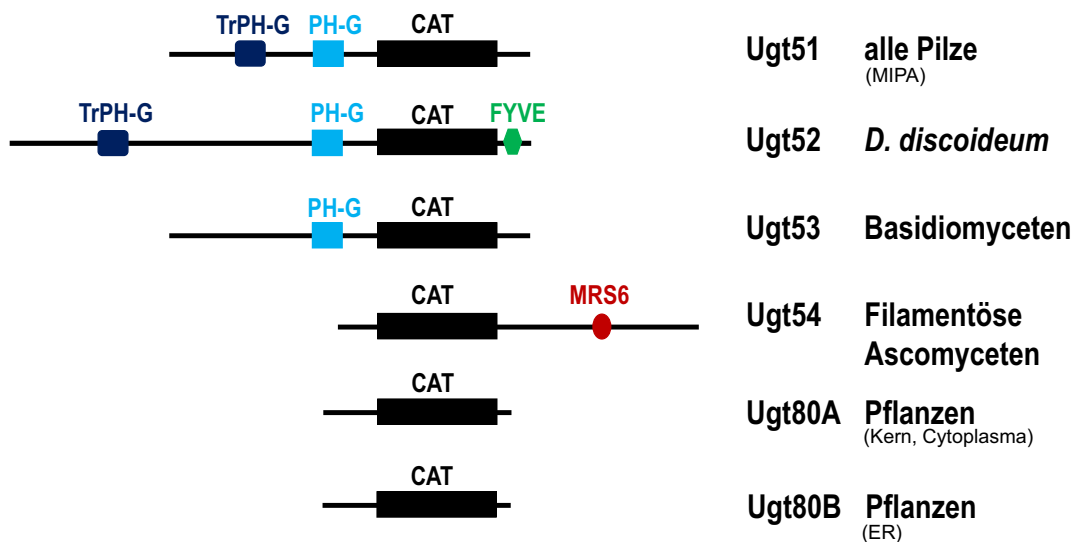 TrPH-G PH-G CAT
Ugt51 alle Pilze
(MIPA)
TrPH-G PH-G CAT FYVE
Ugt52 D. discoideum
PH-G CAT
Ugt53 Basidiomyceten
CAT MRS6
Ugt54 Filamentöse
Ascomyceten
CAT
Ugt80A Pflanzen
(Kern, Cytoplasma)
CAT
Ugt80B Pflanzen
(ER)